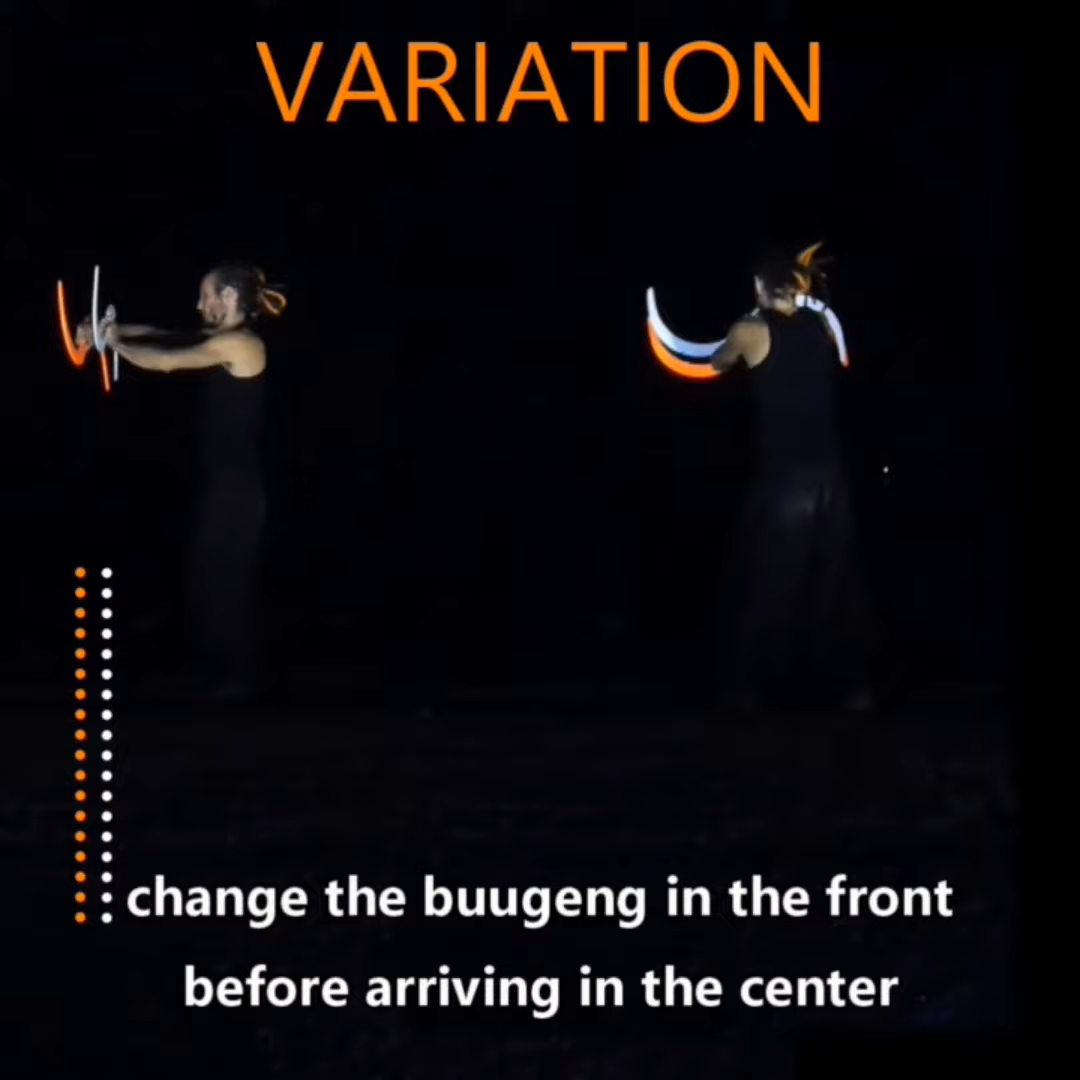 VARIATION
change the buugeng in the front
before arriving in the center